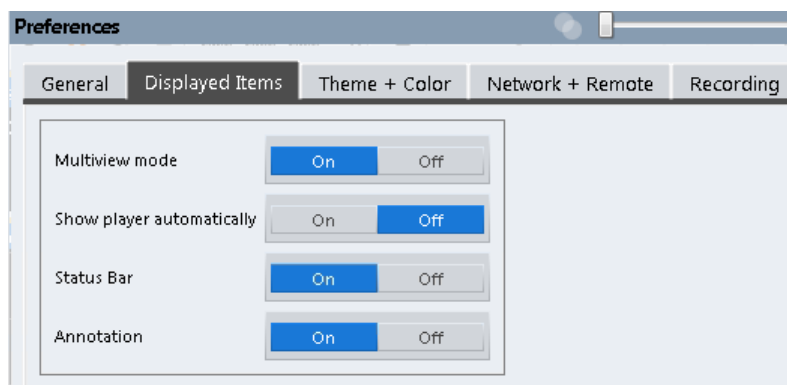 Preferences
General Displayed Items Theme + Color Network + Remote Recording
Multiview mode On Off
Show player automatically On Off
Status Bar On Off
Annotation On Off